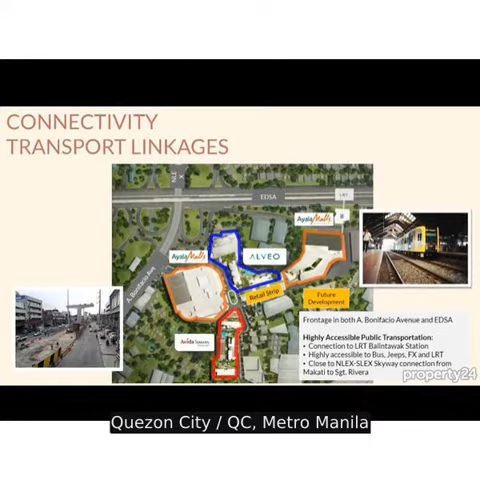 CONNECTIVITY
TRANSPORT LINKAGES
NLE
X
EDSA
LRT
Ayala Malls
R
Ayala Malls
ALVEO
A. Bonifacio Ave
Retail Strip
Future
Development
Avida Towers
Frontage in both A. Bonifacio Avenue and EDSA
Highly Accessible Public Transportation:
• Connection to LRT Balintawak Station
• Highly accessible to Bus, Jeeps, FX and LRT
• Close to NLEX-SLEX Skyway connection from
Makati to Sgt. Rivera
property24
Quezon City / QC, Metro Manila